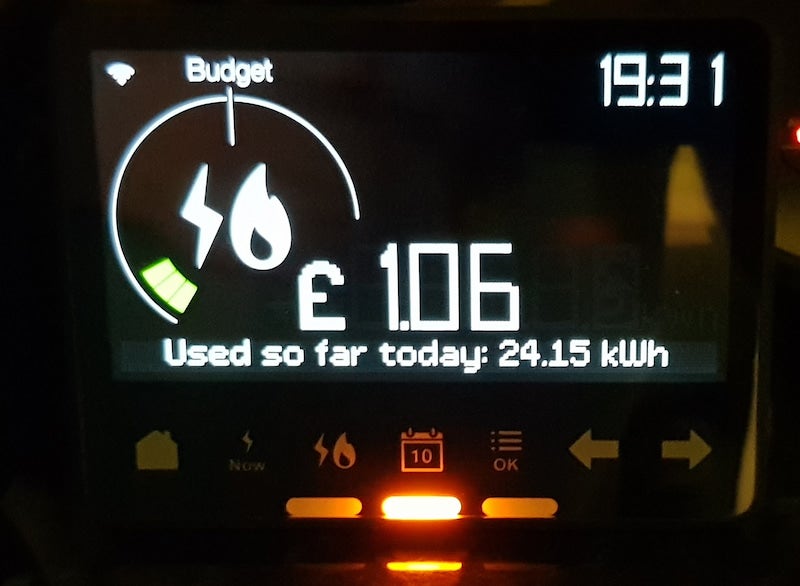 Budget
19:31
£ 1.06
Used so far today: 24.15 kWh
Now
10
OK